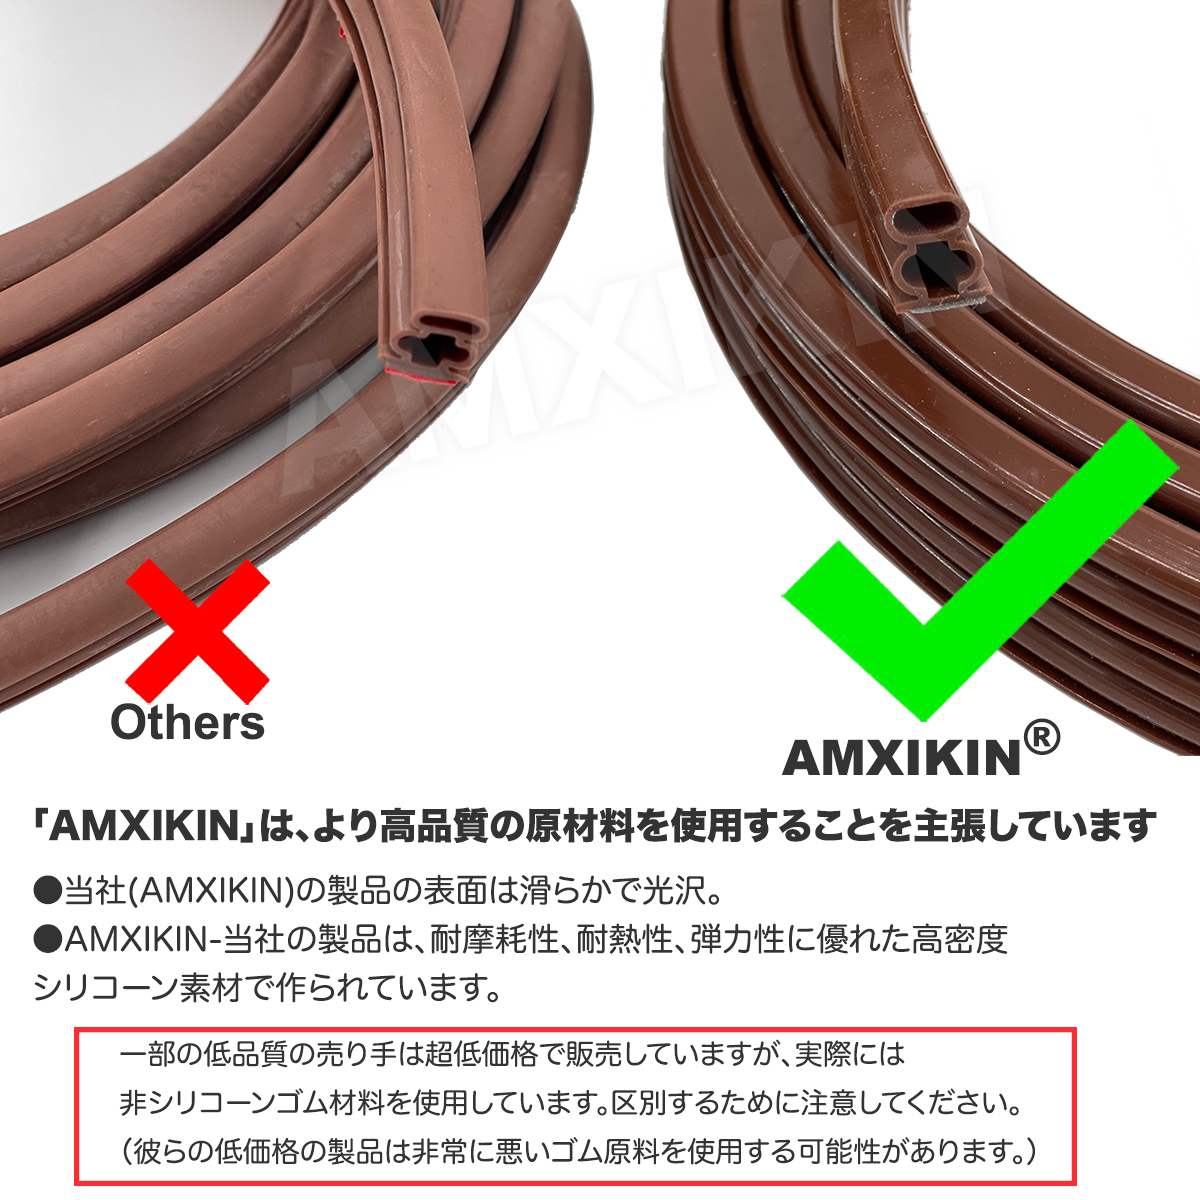 AMXIKIN
Others
AMXIKIN®
「AMXIKIN」は、より高品質の原材料を使用することを主張しています
●当社(AMXIKIN)の製品の表面は滑らかで光沢。
●AMXIKIN-当社の製品は、耐摩耗性、耐熱性、弾力性に優れた高密度
シリコーン素材で作られています。
一部の低品質の売り手は超低価格で販売していますが、実際には
非シリコーンゴム材料を使用しています。区別するために注意してください。
（彼らの低価格の製品は非常に悪いゴム原料を使用する可能性があります。）